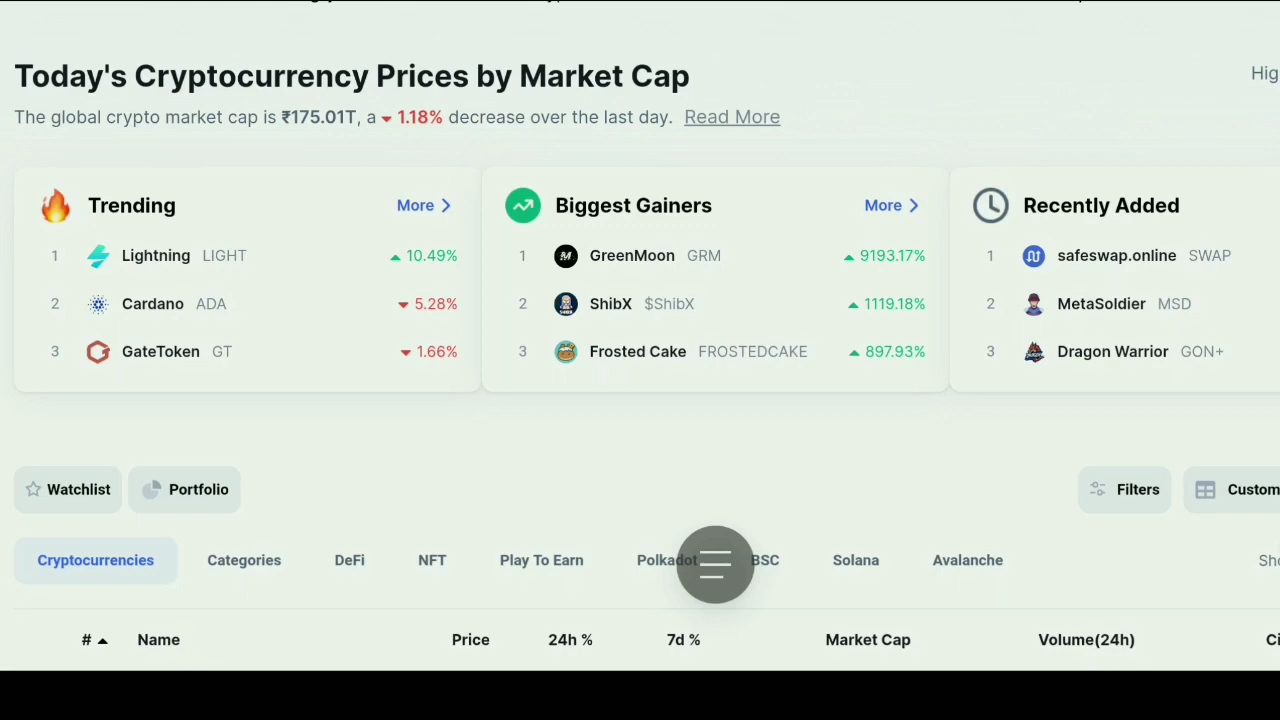 Today's Cryptocurrency Prices by Market Cap
Hig
The global crypto market cap is ₹175.01T, a 1.18% decrease over the last day. Read More
Trending
More
1 Lightning LIGHT 10.49%
2 Cardano ADA 5.28%
3 GateToken GT 1.66%
Biggest Gainers
More
1 GreenMoon GRM 9193.17%
2 ShibX $ShibX 1119.18%
3 Frosted Cake FROSTEDCAKE 897.93%
Recently Added
1 safeswap.online SWAP
2 MetaSoldier MSD
3 Dragon Warrior GON+
Watchlist Portfolio Filters Custom
Cryptocurrencies Categories DeFi NFT Play To Earn Polkadot BSC Solana Avalanche Sho
# Name Price 24h % 7d % Market Cap Volume(24h) Ci